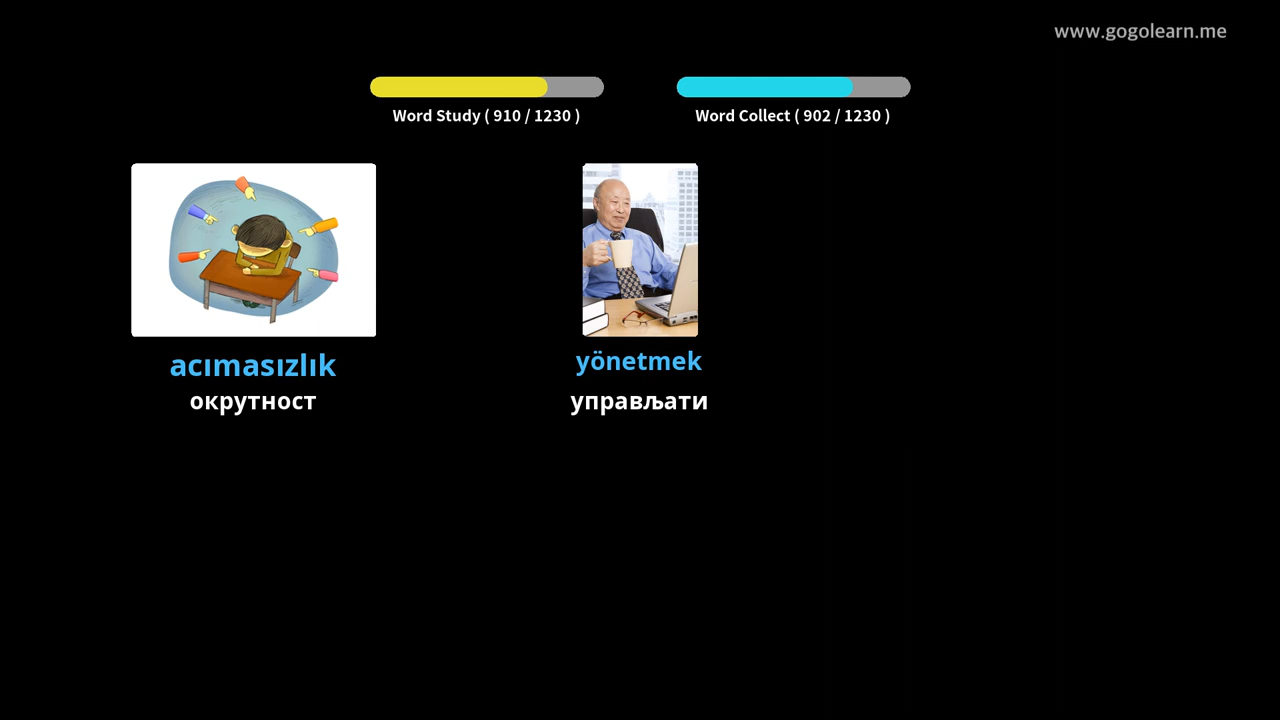 www.gogolearn.me
Word Study ( 910 / 1230 )
Word Collect ( 902 / 1230 )
acımasızlık
окрутност
yönetmek
управљати